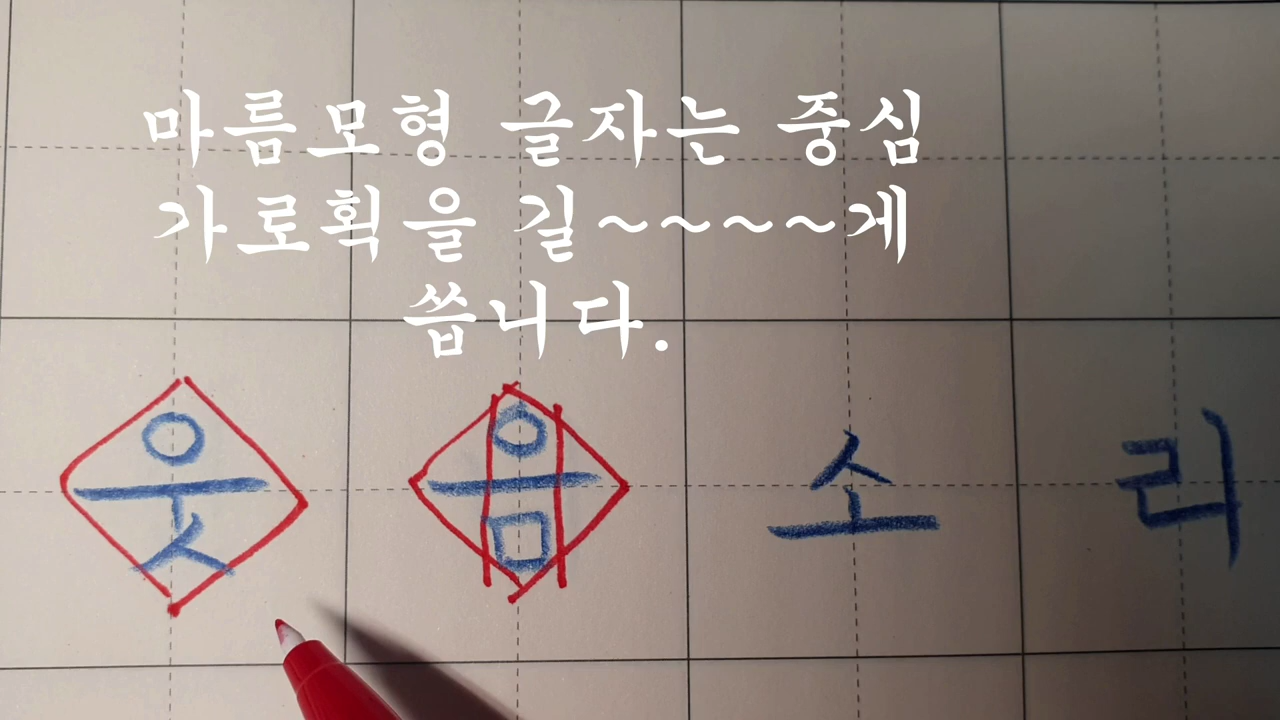 마름모형 글자는 중심
가로획을 길~~~~게
씁니다.
웃 음 소 리